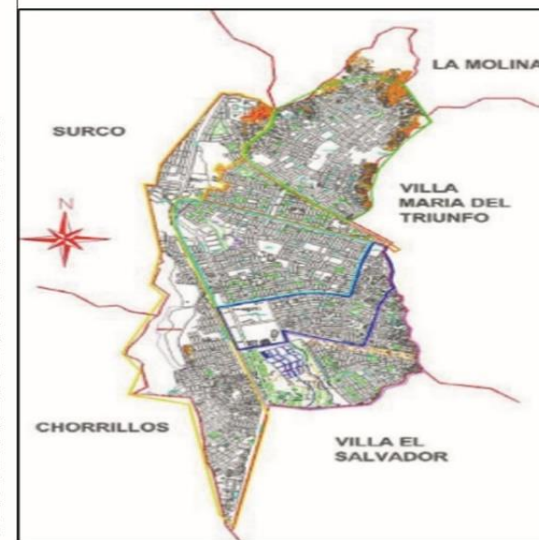 LA MOLINA
SURCO
VILLA
MARIA DEL
TRIUNFO
N
CHORRILLOS
VILLA EL
SALVADOR